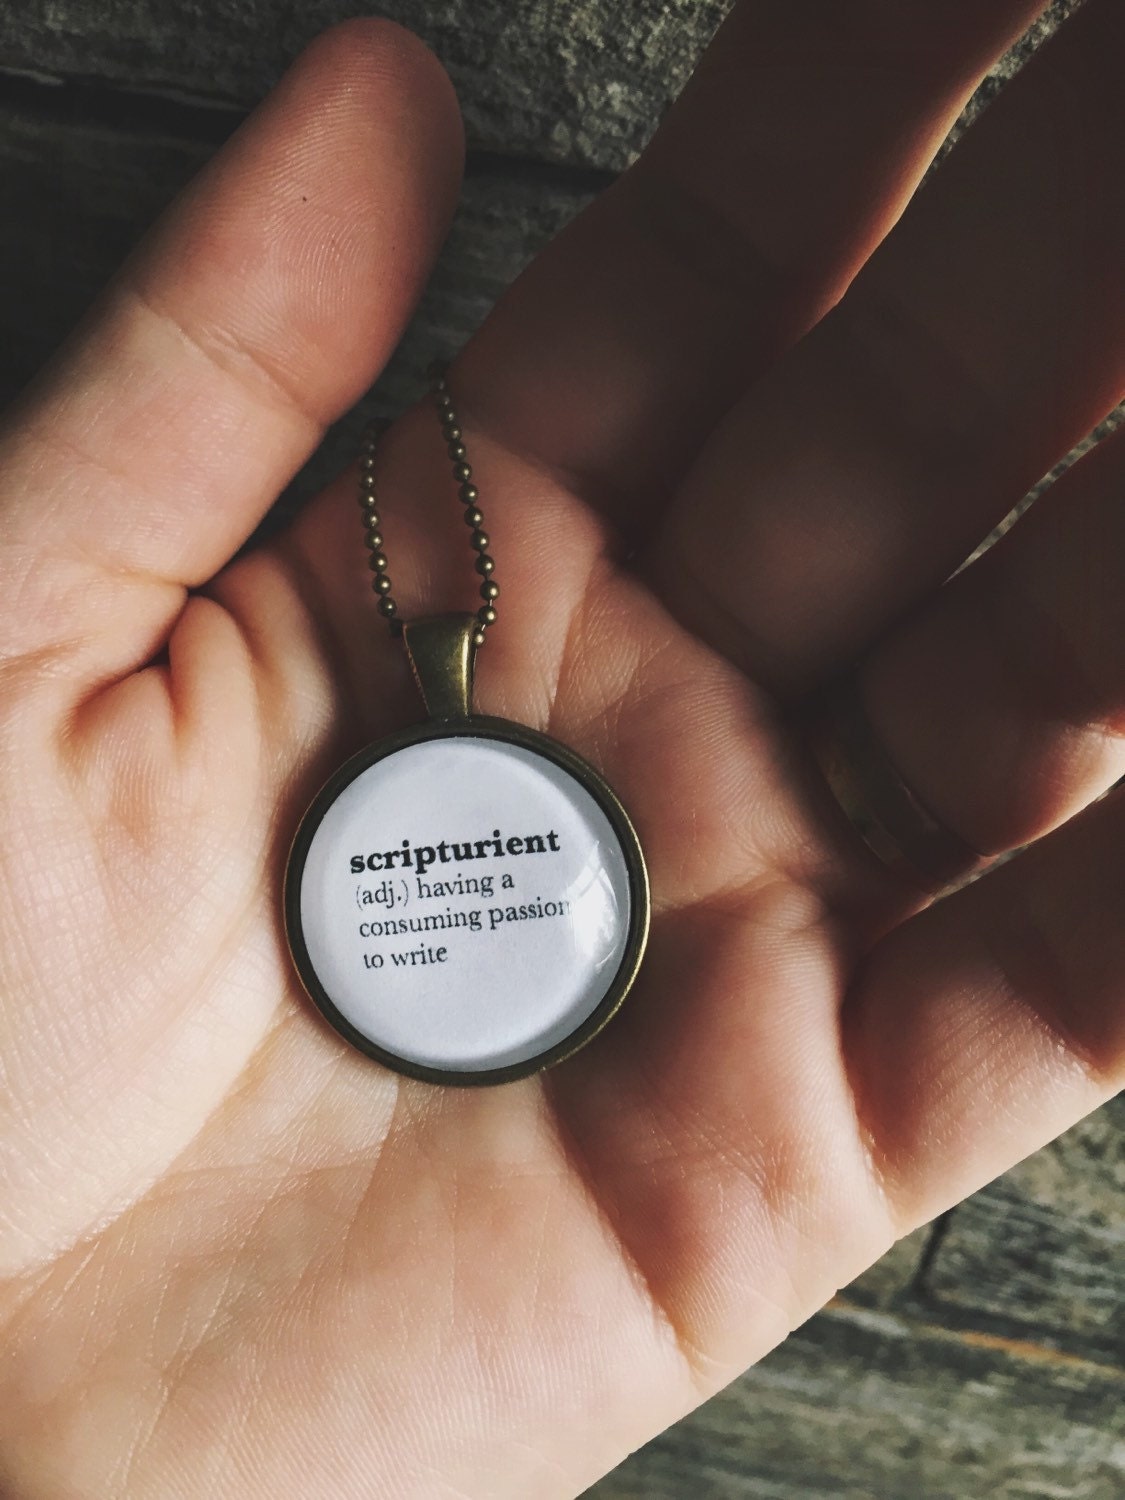 scripturient
(adj.) having a
consuming passion
to write